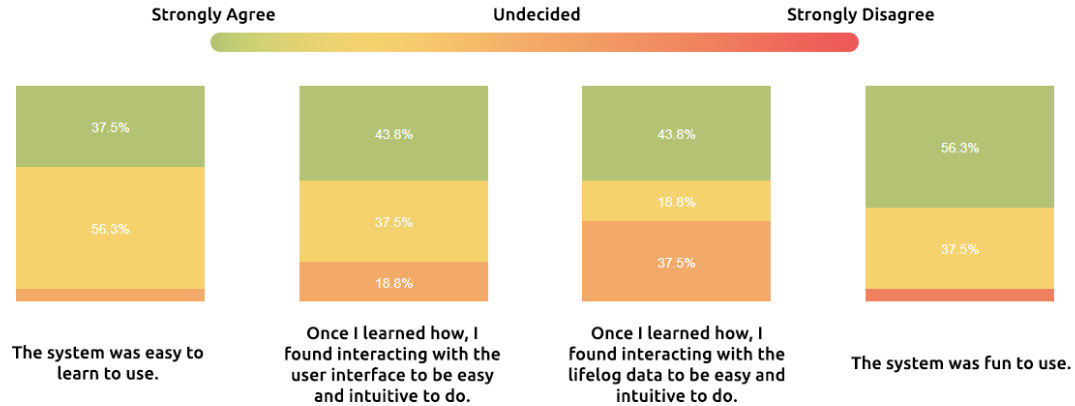 Strongly Agree
Undecided
Strongly Disagree
37.5%
56.3%
The system was easy to
learn to use.
43.8%
37.5%
18.8%
Once I learned how, I
found interacting with the
user interface to be easy
and intuitive to do.
43.8%
18.8%
37.5%
Once I learned how, I
found interacting with the
lifelog data to be easy and
intuitive to do.
56.3%
37.5%
The system was fun to use.